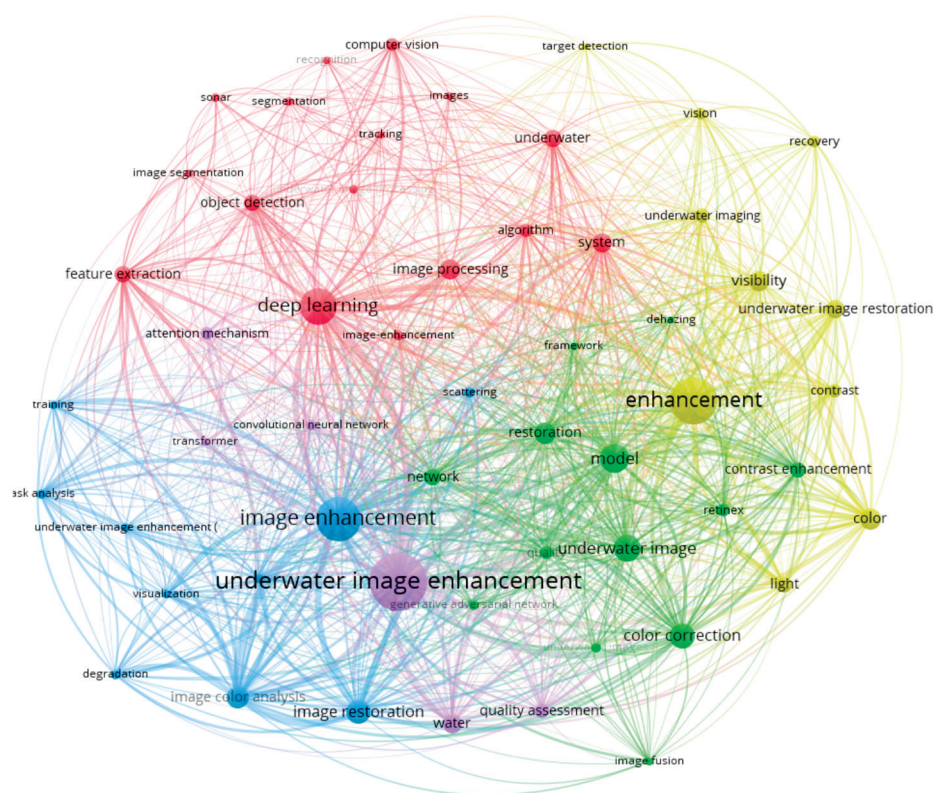 computer vision
target detection
recognition
sonar
segmentation
images
vision
tracking
underwater
recovery
image segmentation
object detection
underwater imaging
algorithm
system
feature extraction
image processing
visibility
deep learning
underwater image restoration
attention mechanism
image-enhancement
dehazing
framework
scattering
contrast
enhancement
training
convolutional neural network
restoration
transformer
model
network
contrast enhancement
ask analysis
retinex
image enhancement
color
underwater image enhancement (
quality
underwater image
underwater image enhancement
light
visualization
generative adversarial network
color correction
degradation
image color analysis
image restoration
quality assessment
water
image fusion